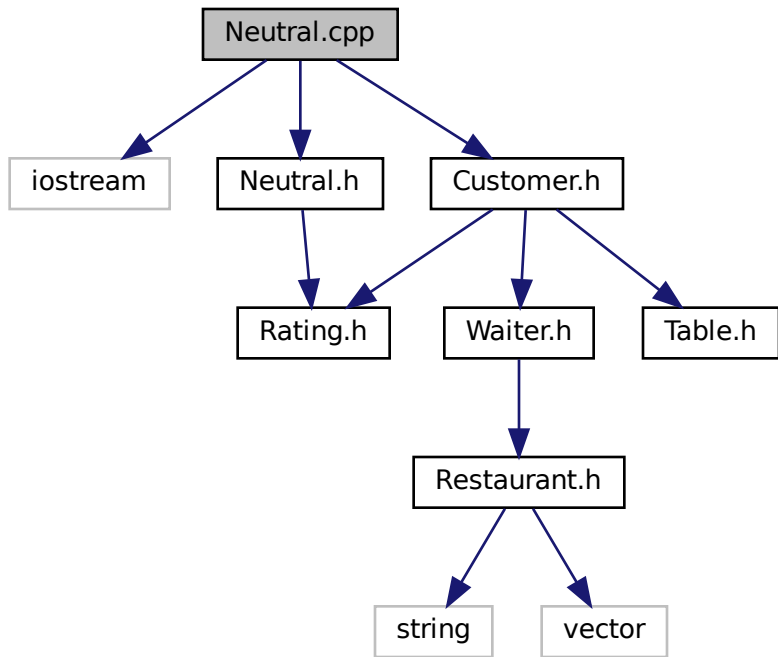 Neutral.cpp
iostream
Neutral.h
Customer.h
Rating.h
Waiter.h
Table.h
Restaurant.h
string
vector